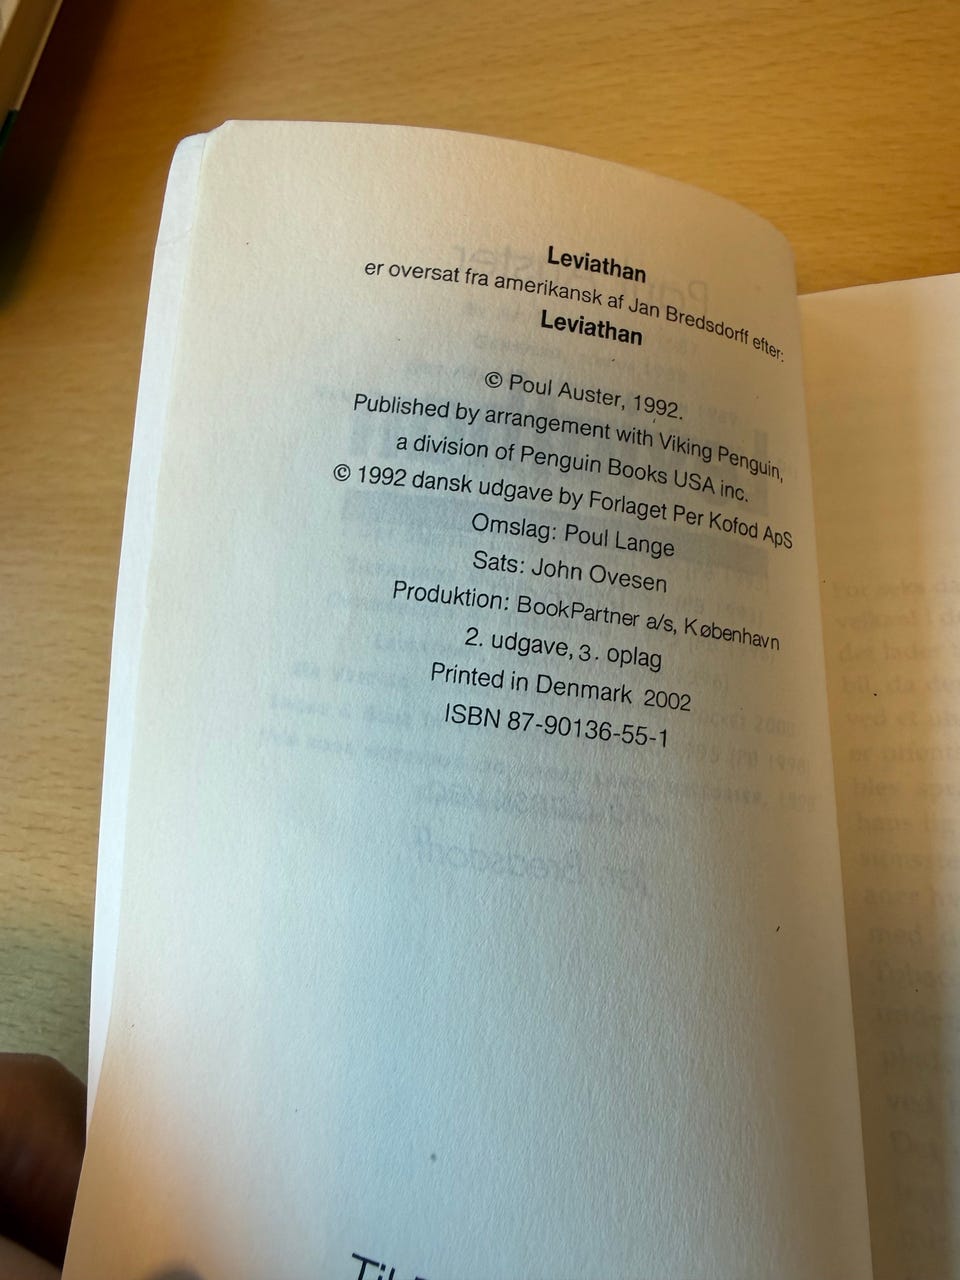 Leviathan
er oversat fra amerikansk af Jan Bredsdorff efter:
Leviathan
© Poul Auster, 1992.
Published by arrangement with Viking Penguin,
a division of Penguin Books USA inc.
© 1992 dansk udgave by Forlaget Per Kofod ApS
Omslag: Poul Lange
Sats: John Ovesen
Produktion: BookPartner a/s, København
2. udgave, 3. oplag
Printed in Denmark 2002
ISBN 87-90136-55-1